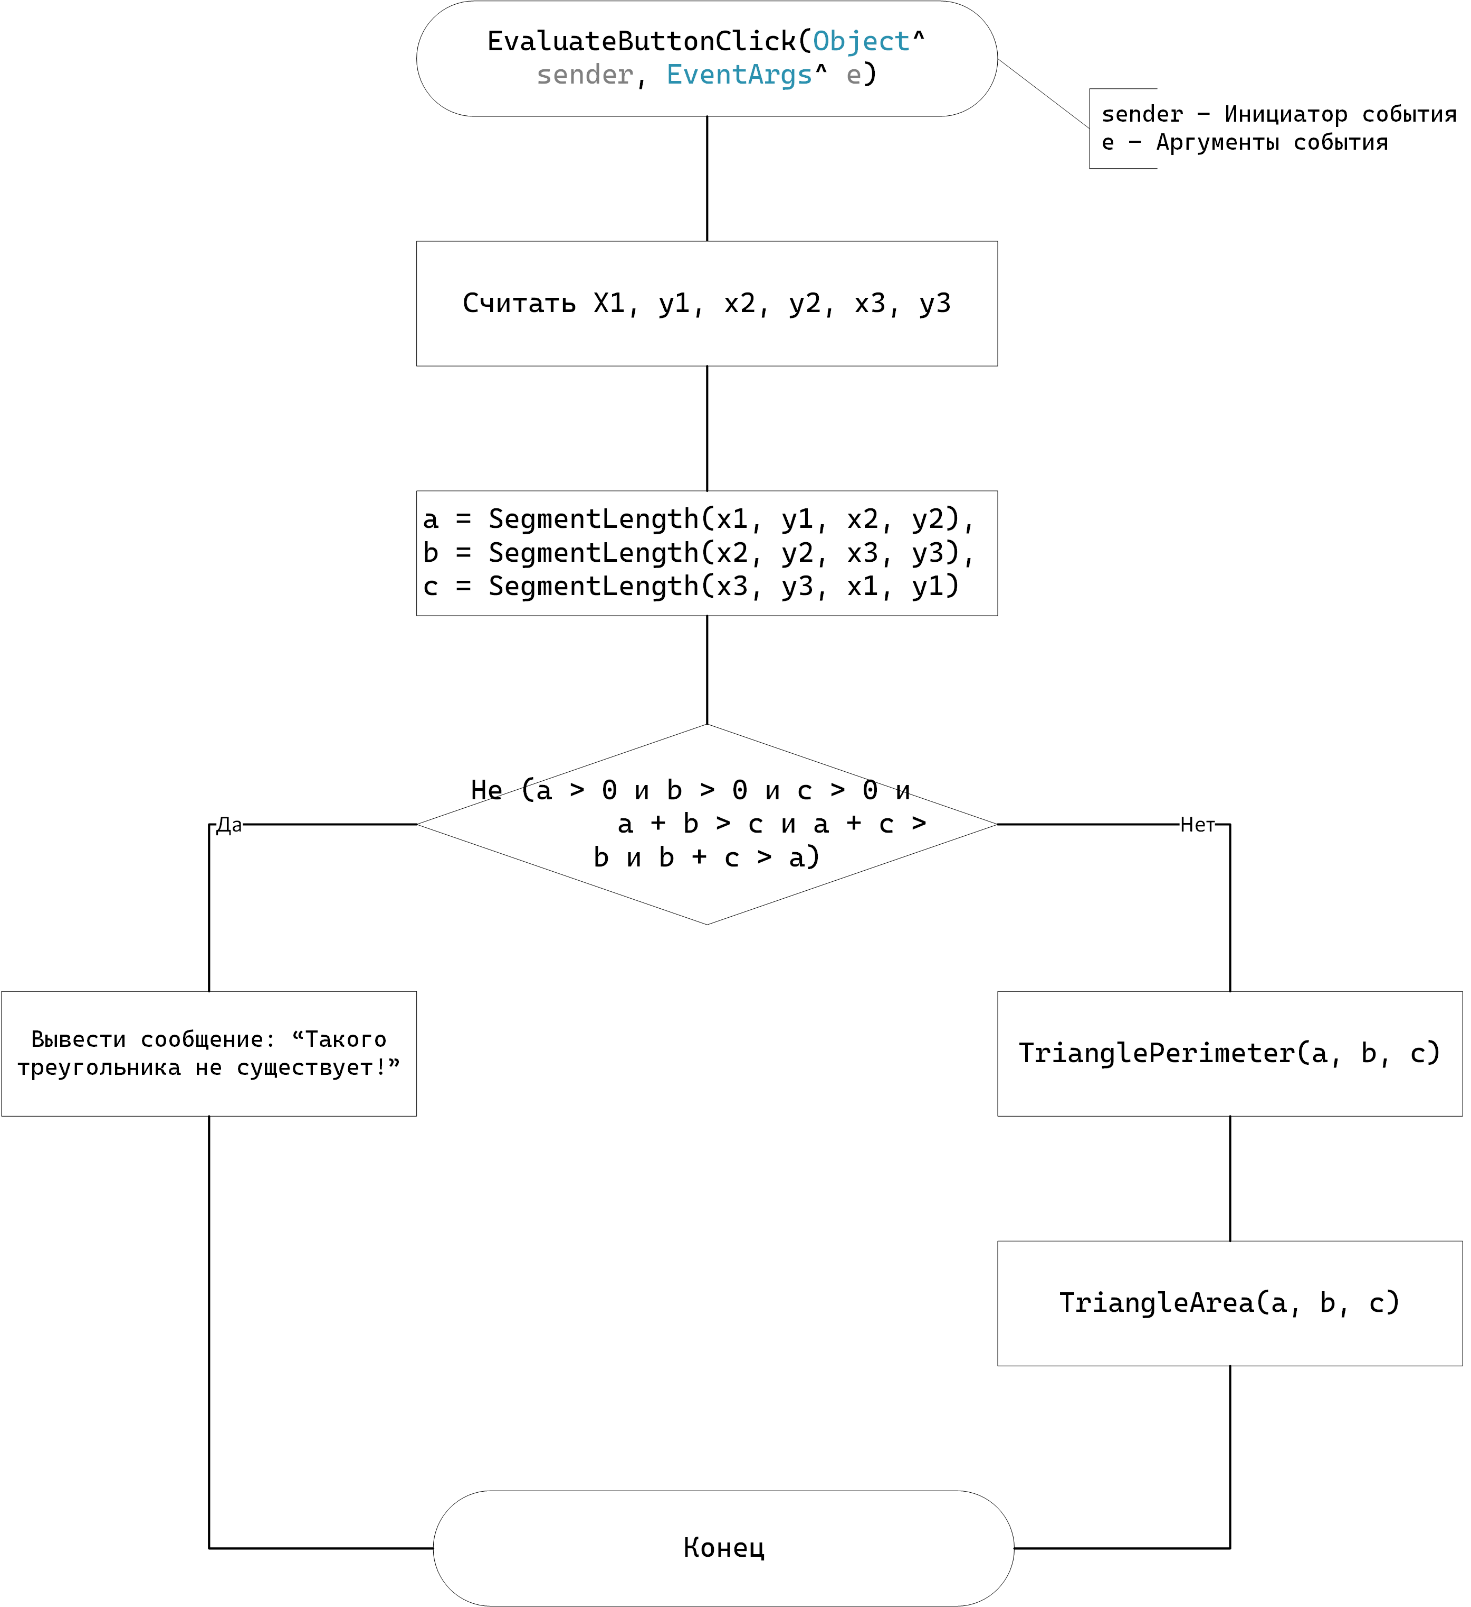 EvaluateButtonClick(Object^
sender, EventArgs^ e)
sender – Инициатор события
e – Аргументы события
Считать X1, y1, x2, y2, x3, y3
a = SegmentLength(x1, y1, x2, y2),
b = SegmentLength(x2, y2, x3, y3),
c = SegmentLength(x3, y3, x1, y1)
Не (a > 0 и b > 0 и c > 0 и
a + b > c и a + c >
b и b + c > a)
Да
Нет
Вывести сообщение: “Такого
треугольника не существует!”
TrianglePerimeter(a, b, c)
TriangleArea(a, b, c)
Конец